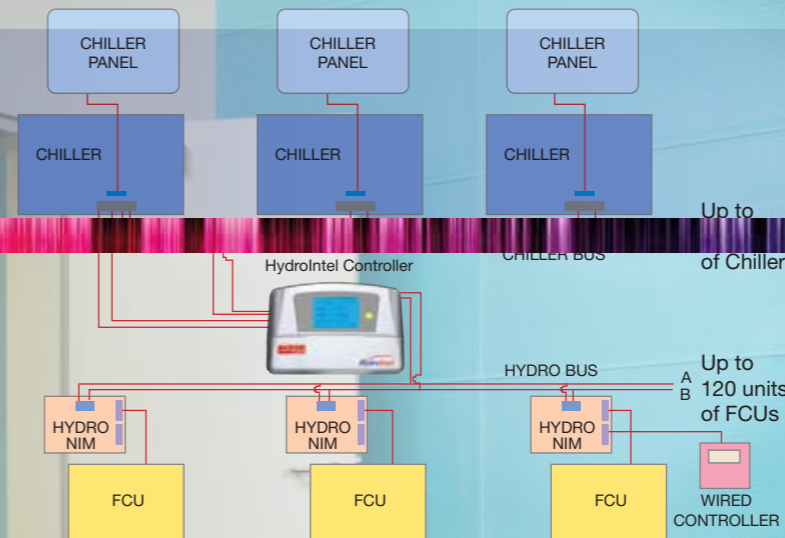 CHILLER
PANEL
CHILLER
PANEL
CHILLER
PANEL
CHILLER
CHILLER
CHILLER
Up to
of Chiller
CHILLER BUS
HydroIntel Controller
HYDRO BUS
A
B
Up to
120 units
of FCUs
HYDRO
NIM
HYDRO
NIM
HYDRO
NIM
FCU
FCU
FCU
WIRED
CONTROLLER